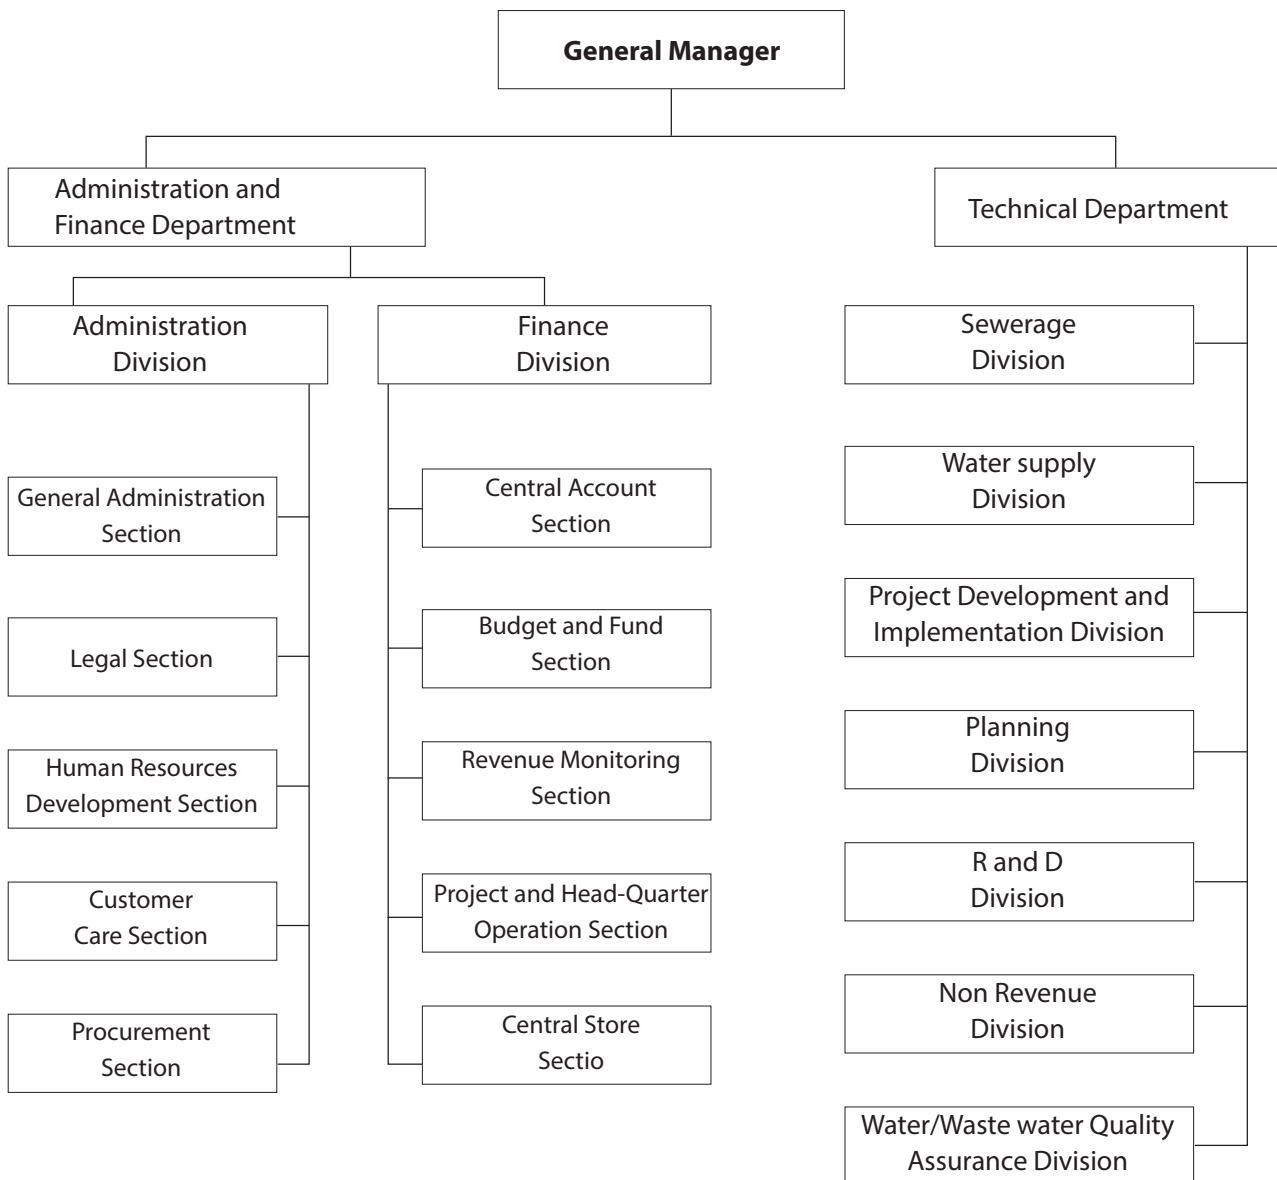 General Manager
Administration and
Finance Department
Technical Department
Administration
Division
Finance
Division
Sewerage
Division
Water supply
Division
Project Development and
Implementation Division
Planning
Division
R and D
Division
Non Revenue
Division
Water/Waste water Quality
Assurance Division
General Administration
Section
Legal Section
Human Resources
Development Section
Customer
Care Section
Procurement
Section
Central Account
Section
Budget and Fund
Section
Revenue Monitoring
Section
Project and Head-Quarter
Operation Section
Central Store
Sectio